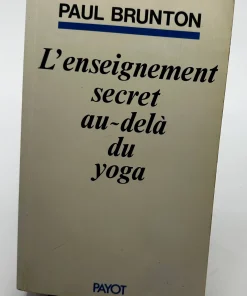 PAUL BRUNTON
L'enseignement
secret
au-delà
du
yoga
PAYOT